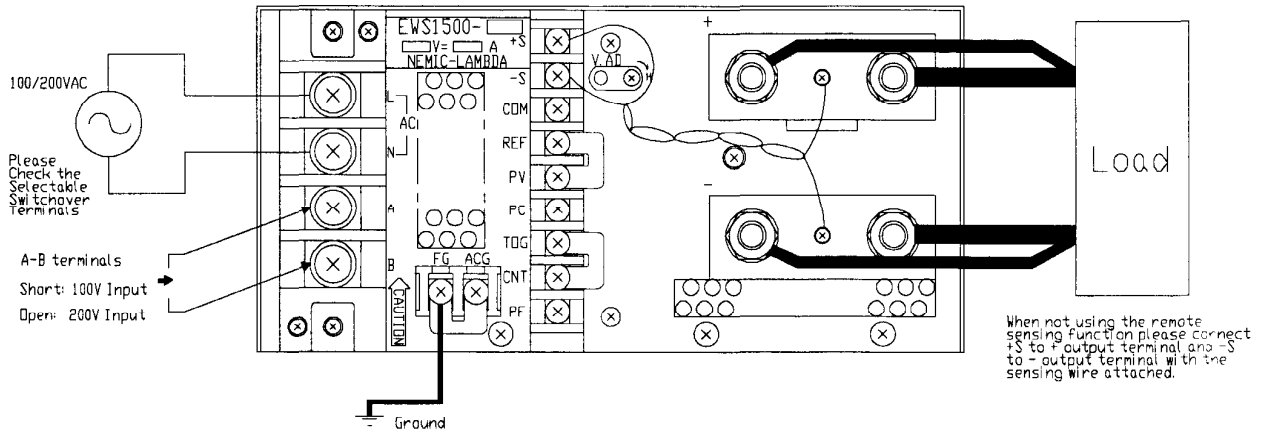 100/200VAC
Please
Check the
Selectable
Switchover
Terminals
A-B terminals
Short: 100V Input
Open: 200V Input
EWS1500-
V= A
NEMIC-LAMBDA
L
AC
N
A
B
CAUTION
FG ACG
+S
-S
COM
REF
PV
PC
TOG
CNT
PF
V.AD
H
+
-
Load
Ground
When not using the remote
sensing function please connect
+S to + output terminal and -S
to - output terminal with the
sensing wire attached.